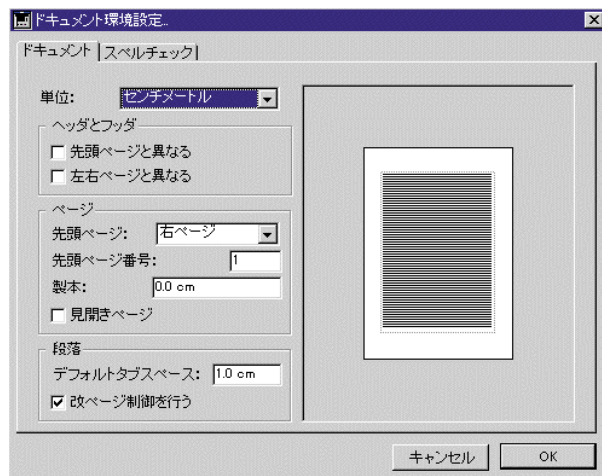 ドキュメント環境設定...
ドキュメント スペルチェック
単位: センチメートル
ヘッダとフッダ
先頭ページと異なる
左右ページと異なる
ページ
先頭ページ: 右ページ
先頭ページ番号: 1
製本: 0.0 cm
見開きページ
段落
デフォルトタブスペース: 1.0 cm
改ページ制御を行う
キャンセル OK